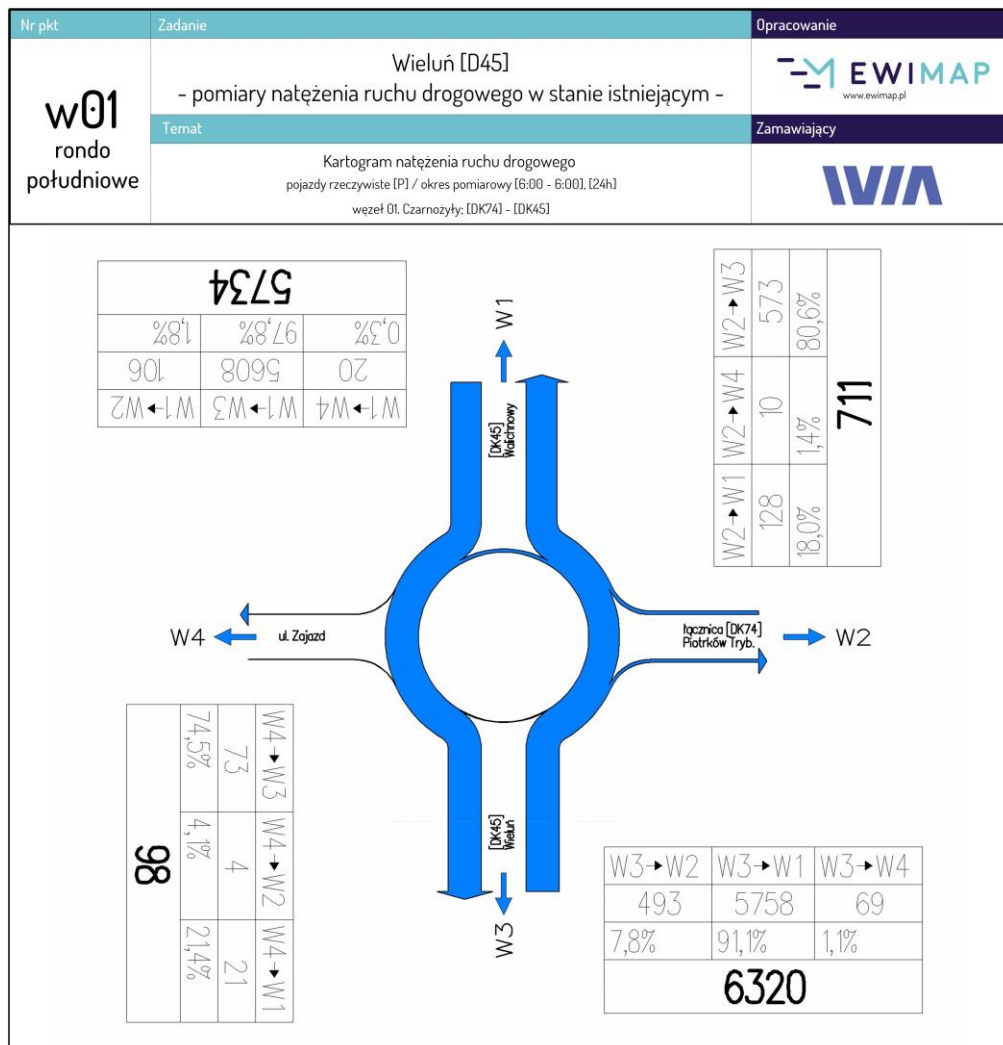 Nr pkt
Zadanie
Opracowanie
w01
rondo
południowe
Wieluń [D45]
- pomiary natężenia ruchu drogowego w stanie istniejącym -
EWIMAP
www.ewimap.pl
Temat
Zamawiający
Kartogram natężenia ruchu drogowego
pojazdy rzeczywiste [P] / okres pomiarowy [6:00 - 6:00], [24h]
węzeł 01. Czarnożyły; [DK74] - [DK45]
IVIA
W1→W4 W1→W3 W1→W2
20 5608 106
0,3% 97,8% 1,8%
5734
W1
W2→W1 W2→W4 W2→W3
128 10 573
18,0% 1,4% 80,6%
711
[DK45]
Walichnowy
W4
ul. Zajazd
łącznica [DK74]
Piotrków Tryb.
W2
W4→W3 W4→W2 W4→W1
73 4 21
74,5% 4,1% 21,4%
98
[DK45]
Wieluń
W3
W3→W2 W3→W1 W3→W4
493 5758 69
7,8% 91,1% 1,1%
6320